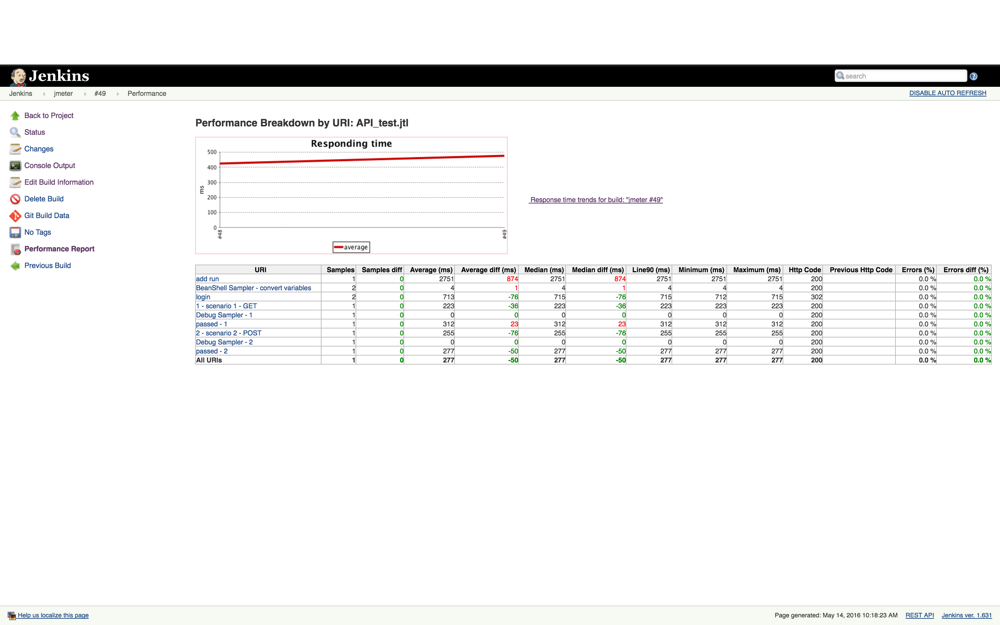 Jenkins
search
Jenkins jmeter #49 Performance
DISABLE AUTO REFRESH
Back to Project
Status
Changes
Console Output
Edit Build Information
Delete Build
Git Build Data
No Tags
Performance Report
Previous Build
Performance Breakdown by URI: API_test.jtl
Responding time
500
400
300
200
100
0
ms
#48
#49
average
Response time trends for build: "jmeter #49"
URI Samples Samples diff Average (ms) Average diff (ms) Median (ms) Median diff (ms) Line90 (ms) Minimum (ms) Maximum (ms) Http Code Previous Http Code Errors (%) Errors diff (%)
add run 1 0 2751 874 2751 874 2751 2751 2751 200 0.0 % 0.0 %
BeanShell Sampler - convert variables 2 0 4 1 4 1 4 4 4 200 0.0 % 0.0 %
login 2 0 713 -76 715 -76 715 712 715 302 0.0 % 0.0 %
1 - scenario 1 - GET 1 0 223 -36 223 -36 223 223 223 200 0.0 % 0.0 %
Debug Sampler - 1 1 0 0 0 0 0 0 0 0 200 0.0 % 0.0 %
passed - 1 1 0 312 23 312 23 312 312 312 200 0.0 % 0.0 %
2 - scenario 2 - POST 1 0 255 -76 255 -76 255 255 255 200 0.0 % 0.0 %
Debug Sampler - 2 1 0 0 0 0 0 0 0 0 200 0.0 % 0.0 %
passed - 2 1 0 277 -50 277 -50 277 277 277 200 0.0 % 0.0 %
All URIs 1 0 277 -50 277 -50 277 277 277 200 0.0 % 0.0 %
Help us localize this page
Page generated: May 14, 2016 10:18:23 AM REST API Jenkins ver. 1.631